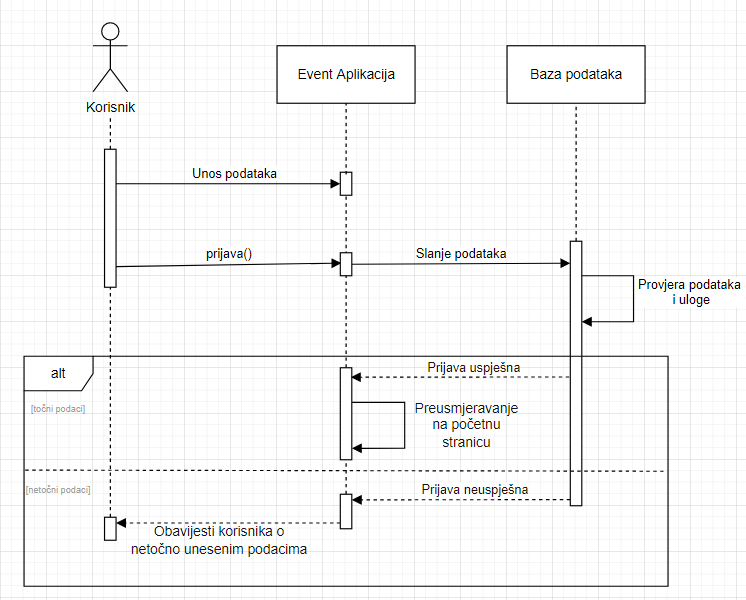 Korisnik
Event Aplikacija
Baza podataka
Unos podataka
prijava()
Slanje podataka
Provjera podataka
i uloge
alt
Prijava uspješna
[točni podaci]
Preusmjeravanje
na početnu
stranicu
[netočni podaci]
Prijava neuspješna
Obavijesti korisnika o
netočno unesenim podacima